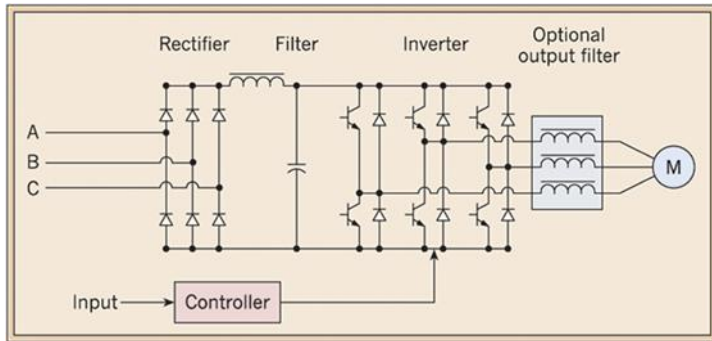 Rectifier
Filter
Inverter
Optional
output filter
A
B
C
M
Input
Controller